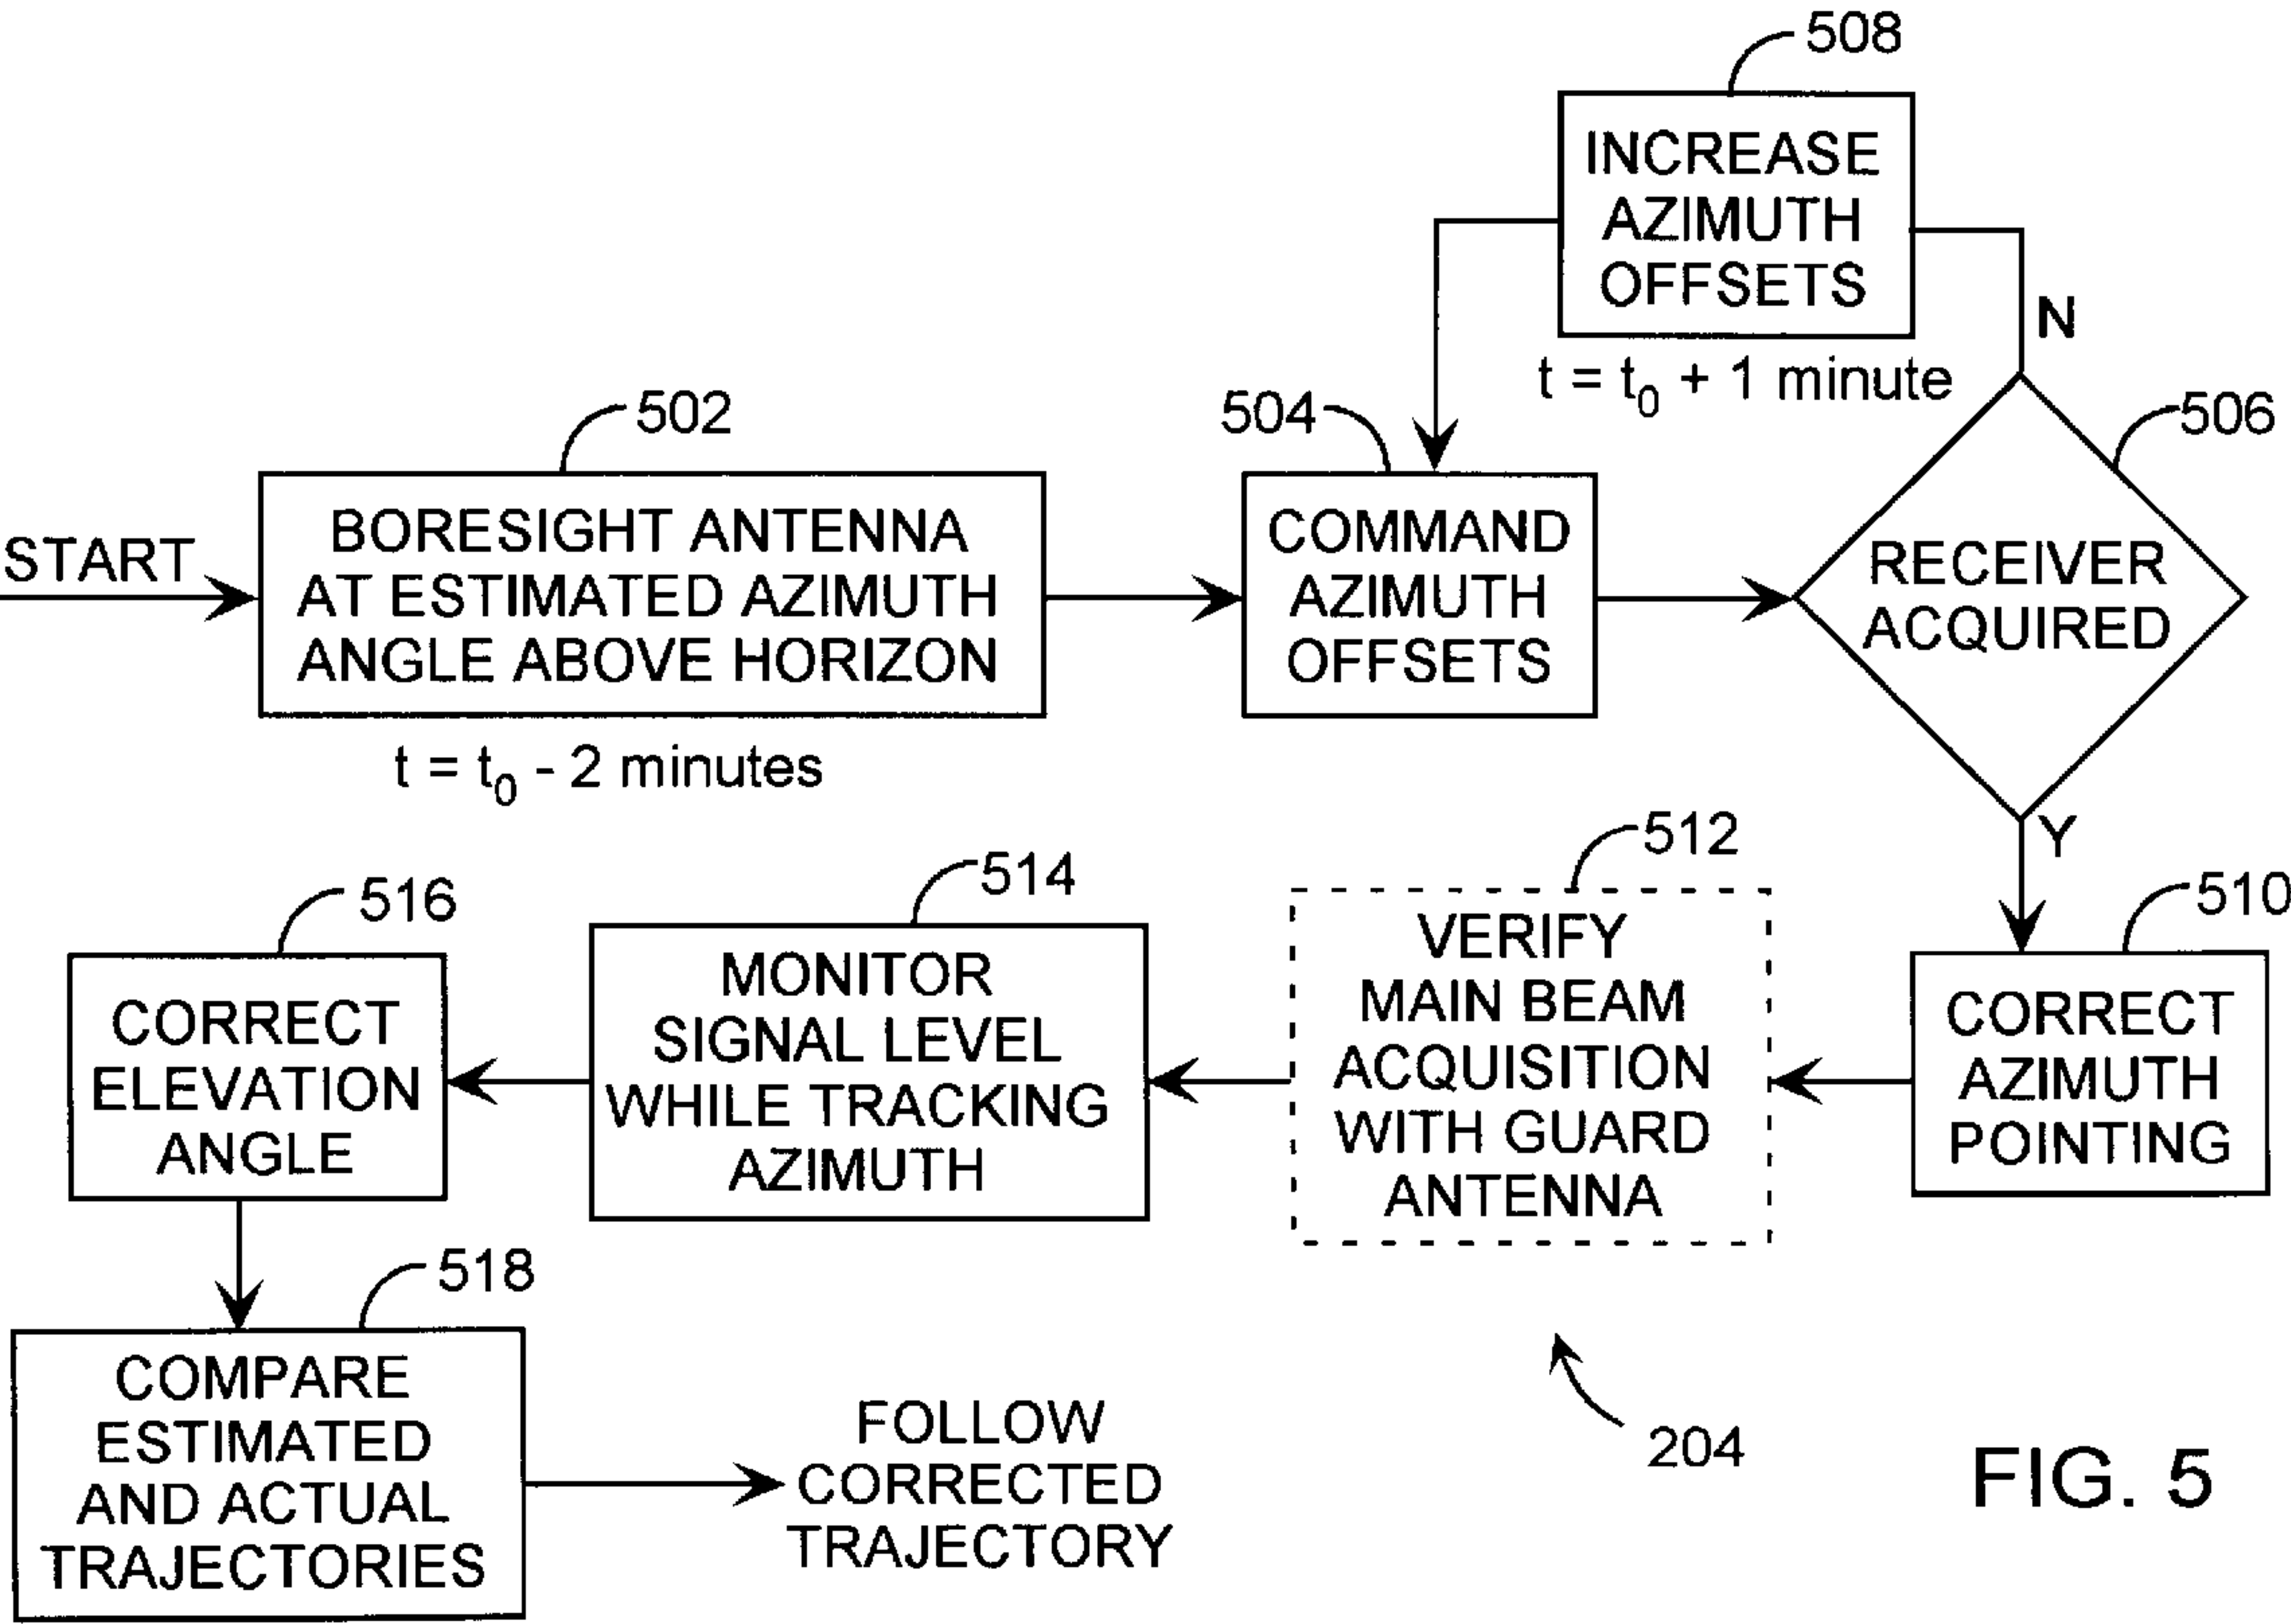 START
502
BORESIGHT ANTENNA
AT ESTIMATED AZIMUTH
ANGLE ABOVE HORIZON
t = t0 - 2 minutes
504
COMMAND
AZIMUTH
OFFSETS
508
INCREASE
AZIMUTH
OFFSETS
t = t0 + 1 minute
N
506
RECEIVER
ACQUIRED
Y
510
CORRECT
AZIMUTH
POINTING
512
VERIFY
MAIN BEAM
ACQUISITION
WITH GUARD
ANTENNA
514
MONITOR
SIGNAL LEVEL
WHILE TRACKING
AZIMUTH
516
CORRECT
ELEVATION
ANGLE
518
COMPARE
ESTIMATED
AND ACTUAL
TRAJECTORIES
FOLLOW
CORRECTED
TRAJECTORY
204
FIG. 5